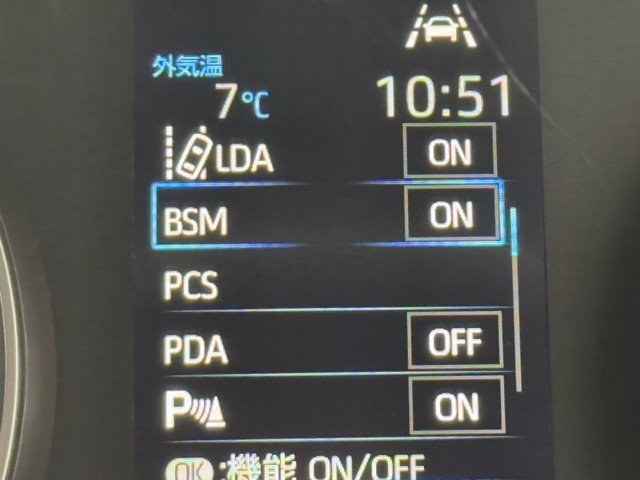 外気温
7℃ 10:51
LDA ON
BSM ON
PCS
PDA OFF
P ON
OK :機能 ON/OFF